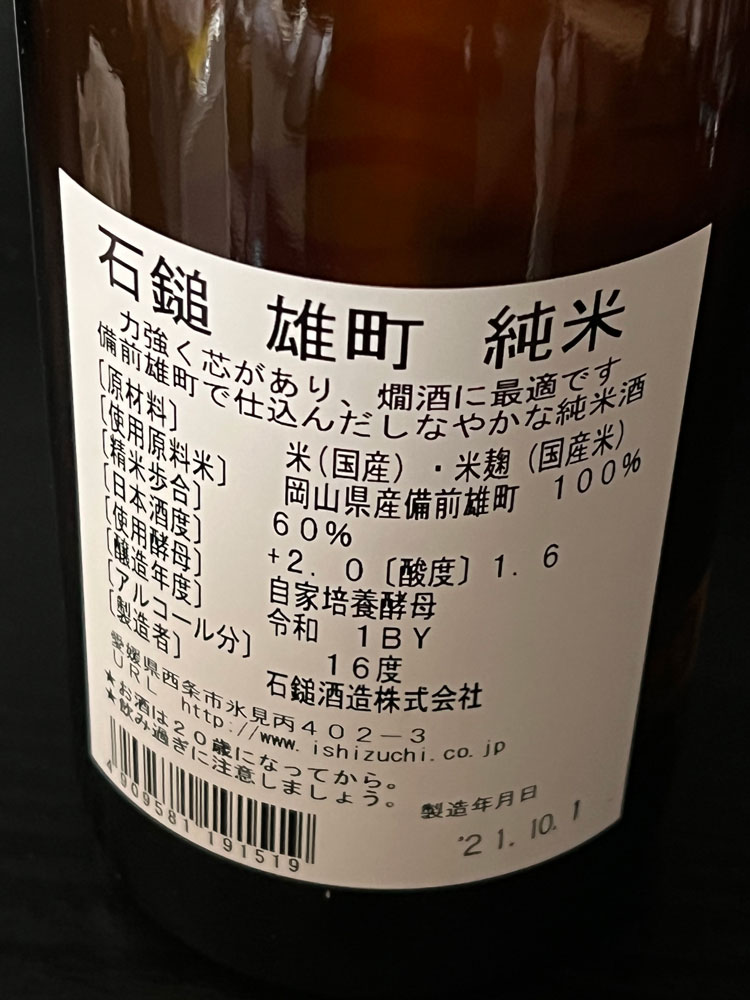 石鎚 雄町 純米
力強く芯があり、燗酒に最適です
備前雄町で仕込んだしなやかな純米酒
〔原材料〕 米(国産)・米麹(国産米)
〔使用原料米〕 岡山県産備前雄町 100%
〔精米歩合〕 60%
〔日本酒度〕 +2.0〔酸度〕1.6
〔使用酵母〕 自家培養酵母
〔醸造年度〕 令和 1BY
〔アルコール分〕 16度
〔製造者〕 石鎚酒造株式会社
愛媛県西条市氷見丙402-3
URL http://www.ishizuchi.co.jp
★お酒は20歳になってから。
★飲み過ぎに注意しましょう。
4909581191519
製造年月日
'21.10.1